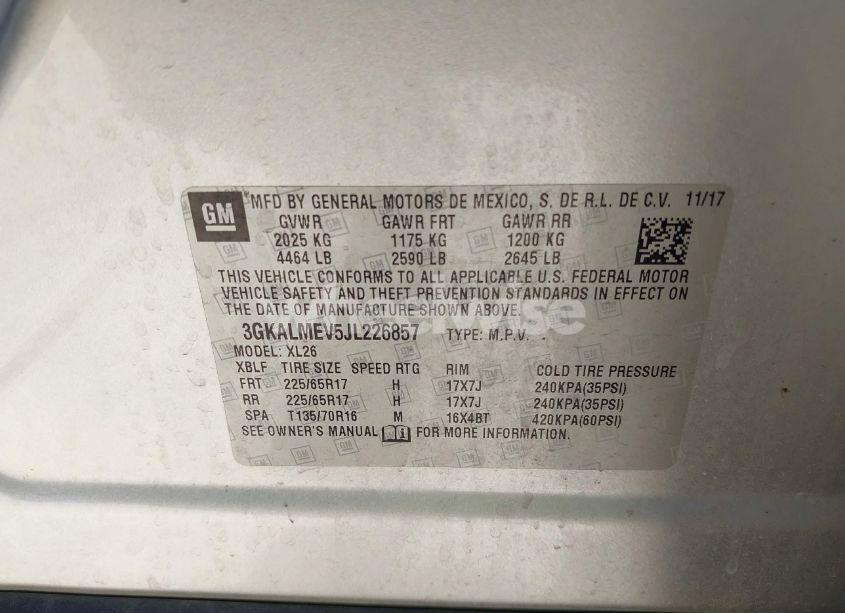 GM MFD BY GENERAL MOTORS DE MEXICO, S. DE R.L. DE C.V. 11/17
GVWR GAWR FRT GAWR RR
2025 KG 1175 KG 1200 KG
4464 LB 2590 LB 2645 LB
THIS VEHICLE CONFORMS TO ALL APPLICABLE U.S. FEDERAL MOTOR
VEHICLE SAFETY AND THEFT PREVENTION STANDARDS IN EFFECT ON
THE DATE OF MANUFACTURE SHOWN ABOVE.
3GKALMEV5JL226857 TYPE: M.P.V.
MODEL: XL26
XBLF TIRE SIZE SPEED RTG RIM COLD TIRE PRESSURE
FRT 225/65R17 H 17X7J 240KPA(35PSI)
RR 225/65R17 H 17X7J 240KPA(35PSI)
SPA T135/70R16 M 16X4BT 420KPA(60PSI)
SEE OWNER'S MANUAL FOR MORE INFORMATION.